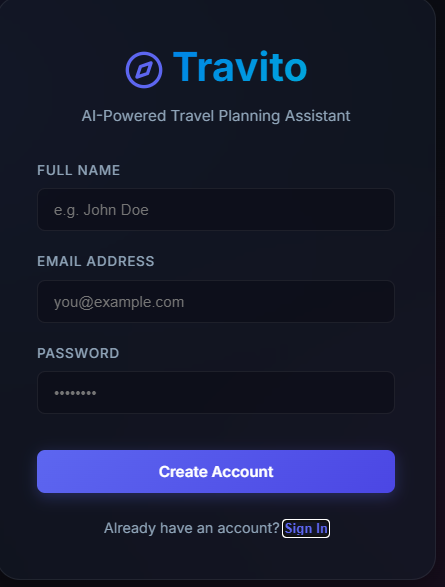 Travito
AI-Powered Travel Planning Assistant
FULL NAME
e.g. John Doe
EMAIL ADDRESS
you@example.com
PASSWORD
••••••••
Create Account
Already have an account? Sign In